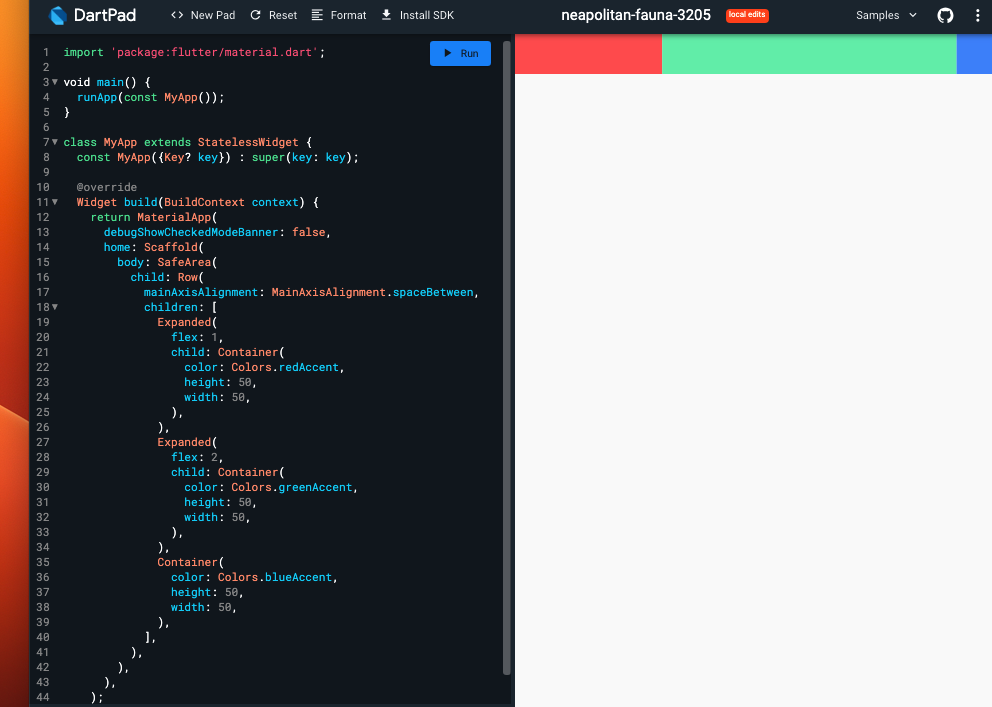 DartPad
<> New Pad
Reset
Format
Install SDK
neapolitan-fauna-3205
local edits
Samples
Run
1 import 'package:flutter/material.dart';
2
3 void main() {
4   runApp(const MyApp());
5 }
6
7 class MyApp extends StatelessWidget {
8   const MyApp({Key? key}) : super(key: key);
9
10   @override
11   Widget build(BuildContext context) {
12     return MaterialApp(
13       debugShowCheckedModeBanner: false,
14       home: Scaffold(
15         body: SafeArea(
16           child: Row(
17             mainAxisAlignment: MainAxisAlignment.spaceBetween,
18             children: [
19               Expanded(
20                 flex: 1,
21                 child: Container(
22                   color: Colors.redAccent,
23                   height: 50,
24                   width: 50,
25                 ),
26               ),
27               Expanded(
28                 flex: 2,
29                 child: Container(
30                   color: Colors.greenAccent,
31                   height: 50,
32                   width: 50,
33                 ),
34               ),
35               Container(
36                 color: Colors.blueAccent,
37                 height: 50,
38                 width: 50,
39               ),
40             ],
41           ),
42         ),
43       ),
44     );